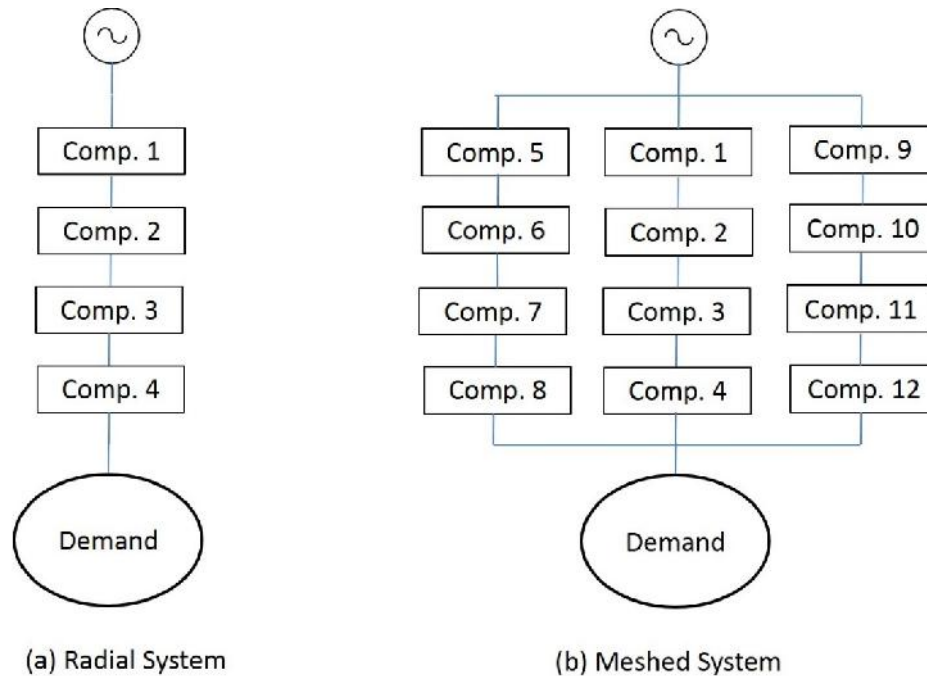 Comp. 1
Comp. 2
Comp. 3
Comp. 4
Demand
(a) Radial System
Comp. 5
Comp. 1
Comp. 9
Comp. 6
Comp. 2
Comp. 10
Comp. 7
Comp. 3
Comp. 11
Comp. 8
Comp. 4
Comp. 12
Demand
(b) Meshed System